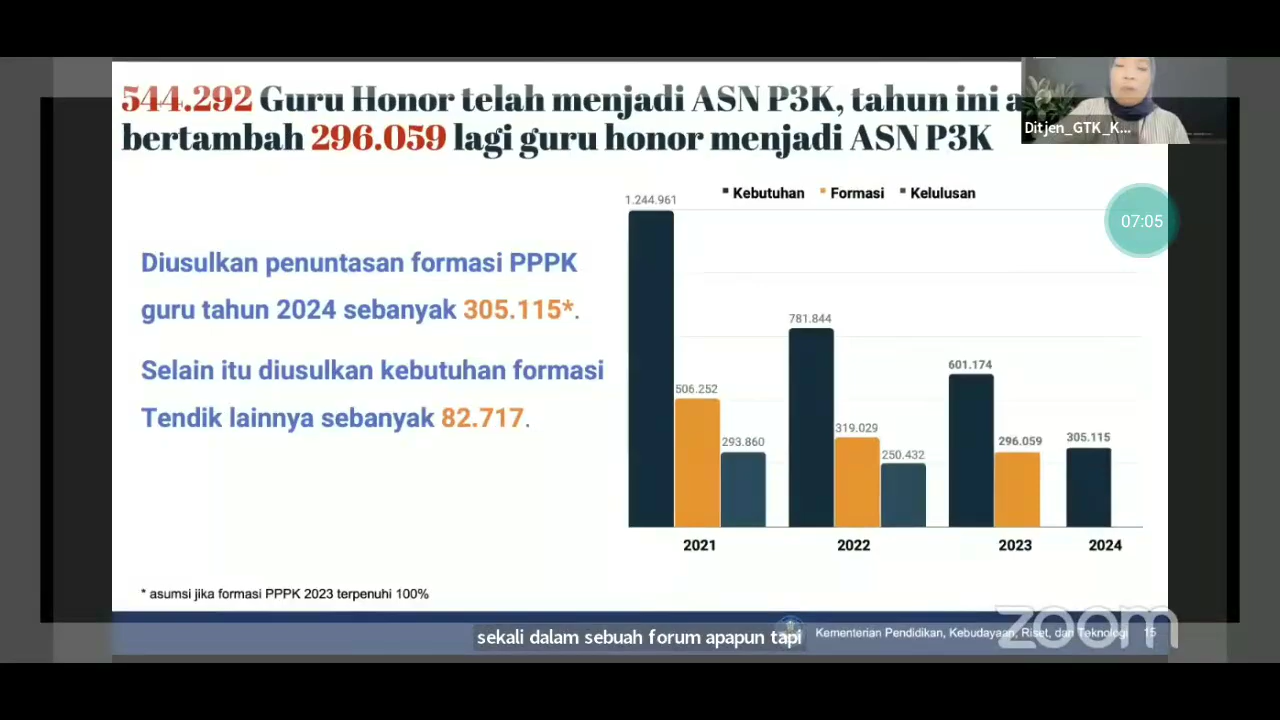 544.292 Guru Honor telah menjadi ASN P3K, tahun ini a
bertambah 296.059 lagi guru honor menjadi ASN P3K
Ditjen_GTK_K...
Kebutuhan Formasi Kelulusan
07:05
Diusulkan penuntasan formasi PPPK
guru tahun 2024 sebanyak 305.115*.
Selain itu diusulkan kebutuhan formasi
Tendik lainnya sebanyak 82.717.
1.244.961
506.252
293.860
781.844
319.029
250.432
601.174
296.059
305.115
2021 2022 2023 2024
* asumsi jika formasi PPPK 2023 terpenuhi 100%
sekali dalam sebuah forum apapun tapi
Kementerian Pendidikan, Kebudayaan, Riset, dan Teknologi 15
zoom